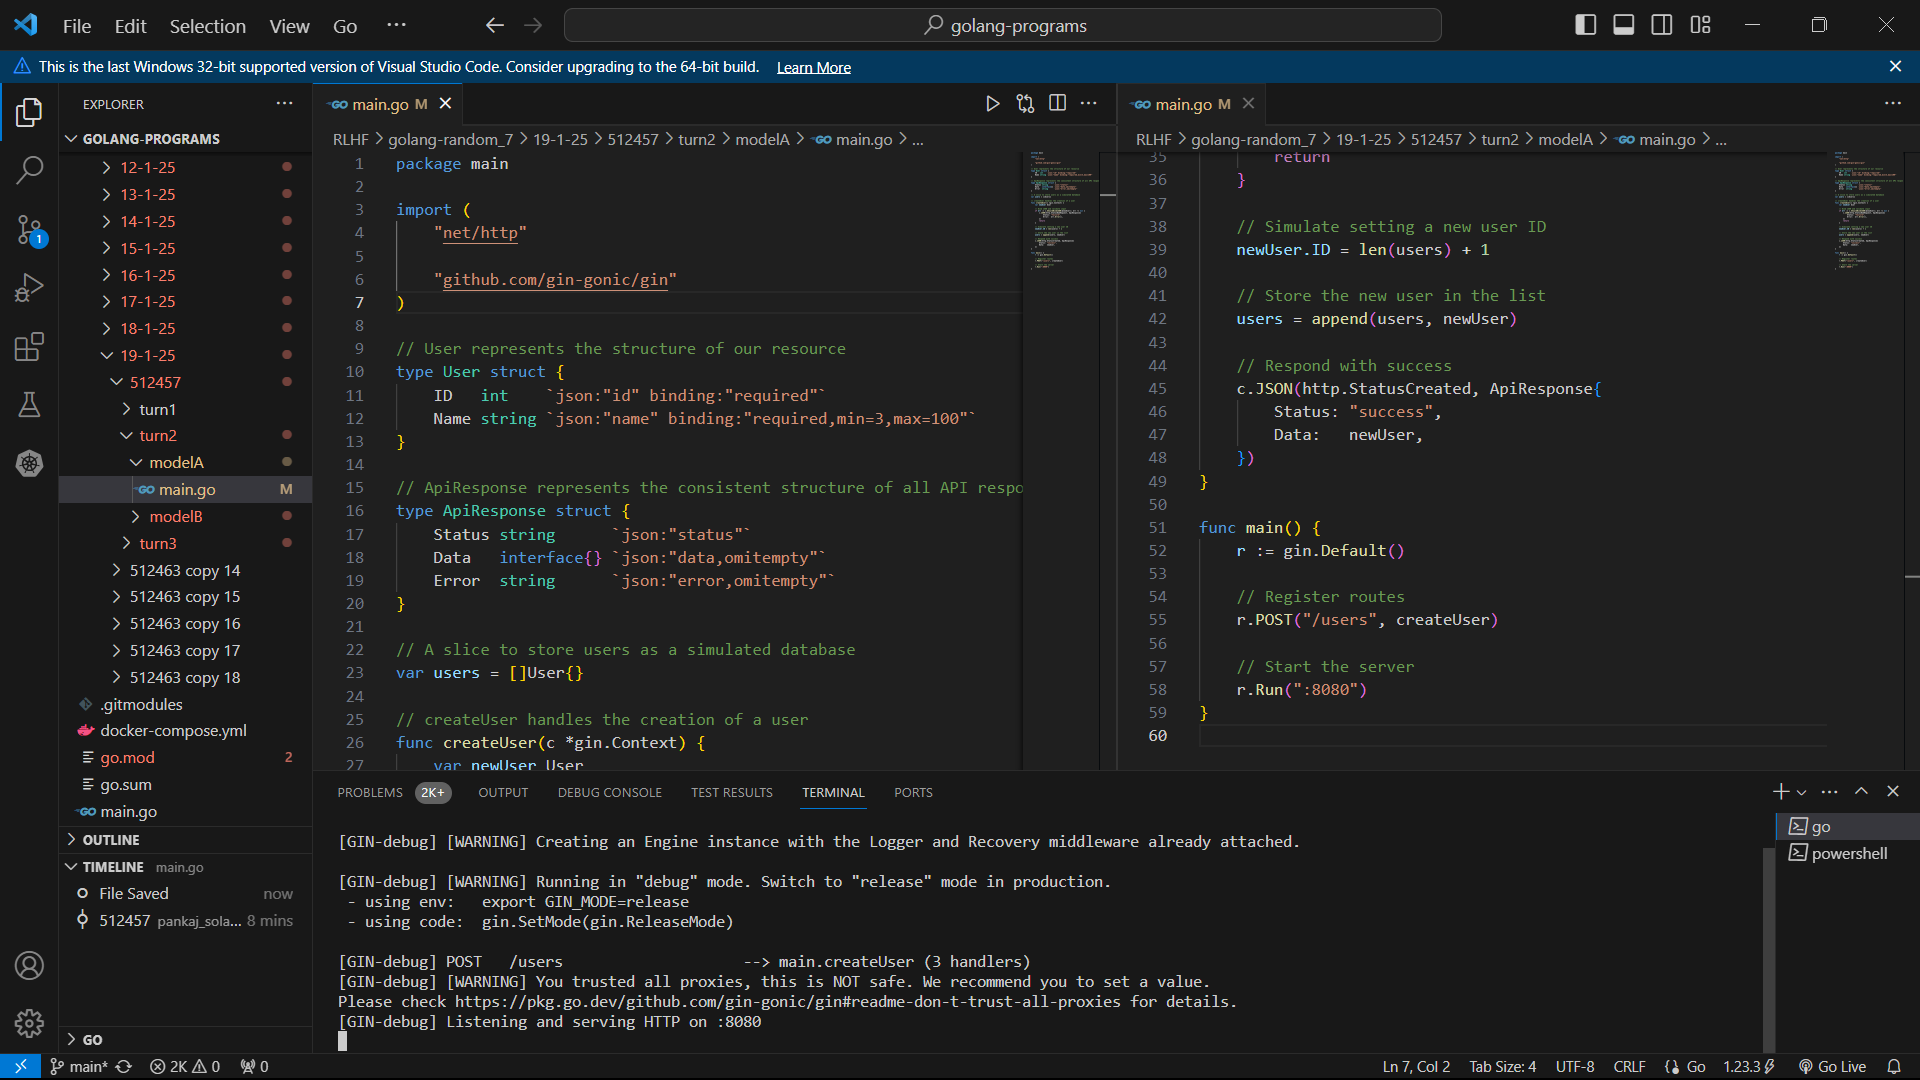 File Edit Selection View Go ··· golang-programs
This is the last Windows 32-bit supported version of Visual Studio Code. Consider upgrading to the 64-bit build. Learn More
EXPLORER
GOLANG-PROGRAMS
12-1-25
13-1-25
14-1-25
15-1-25
16-1-25
17-1-25
18-1-25
19-1-25
512457
turn1
turn2
modelA
main.go M
modelB
turn3
512463 copy 14
512463 copy 15
512463 copy 16
512463 copy 17
512463 copy 18
.gitmodules
docker-compose.yml
go.mod 2
go.sum
main.go
OUTLINE
TIMELINE main.go
File Saved now
512457 pankaj_sola... 8 mins
GO
main.go M
RLHF > golang-random_7 > 19-1-25 > 512457 > turn2 > modelA > main.go > ...
1 package main
2
3 import (
4 "net/http"
5
6 "github.com/gin-gonic/gin"
7 )
8
9 // User represents the structure of our resource
10 type User struct {
11 ID int `json:"id" binding:"required"`
12 Name string `json:"name" binding:"required,min=3,max=100"`
13 }
14
15 // ApiResponse represents the consistent structure of all API respo
16 type ApiResponse struct {
17 Status string `json:"status"`
18 Data interface{} `json:"data,omitempty"`
19 Error string `json:"error,omitempty"`
20 }
21
22 // A slice to store users as a simulated database
23 var users = []User{}
24
25 // createUser handles the creation of a user
26 func createUser(c *gin.Context) {
27 var newUser User
main.go M
RLHF > golang-random_7 > 19-1-25 > 512457 > turn2 > modelA > main.go > ...
35 return
36 }
37
38 // Simulate setting a new user ID
39 newUser.ID = len(users) + 1
40
41 // Store the new user in the list
42 users = append(users, newUser)
43
44 // Respond with success
45 c.JSON(http.StatusCreated, ApiResponse{
46 Status: "success",
47 Data: newUser,
48 })
49 }
50
51 func main() {
52 r := gin.Default()
53
54 // Register routes
55 r.POST("/users", createUser)
56
57 // Start the server
58 r.Run(":8080")
59 }
60
PROBLEMS 2K+ OUTPUT DEBUG CONSOLE TEST RESULTS TERMINAL PORTS
[GIN-debug] [WARNING] Creating an Engine instance with the Logger and Recovery middleware already attached.
[GIN-debug] [WARNING] Running in "debug" mode. Switch to "release" mode in production.
- using env: export GIN_MODE=release
- using code: gin.SetMode(gin.ReleaseMode)
[GIN-debug] POST /users --> main.createUser (3 handlers)
[GIN-debug] [WARNING] You trusted all proxies, this is NOT safe. We recommend you to set a value.
Please check https://pkg.go.dev/github.com/gin-gonic/gin#readme-don-t-trust-all-proxies for details.
[GIN-debug] Listening and serving HTTP on :8080
go
powershell
1
main* 2K 0 0 Ln 7, Col 2 Tab Size: 4 UTF-8 CRLF Go 1.23.3 Go Live